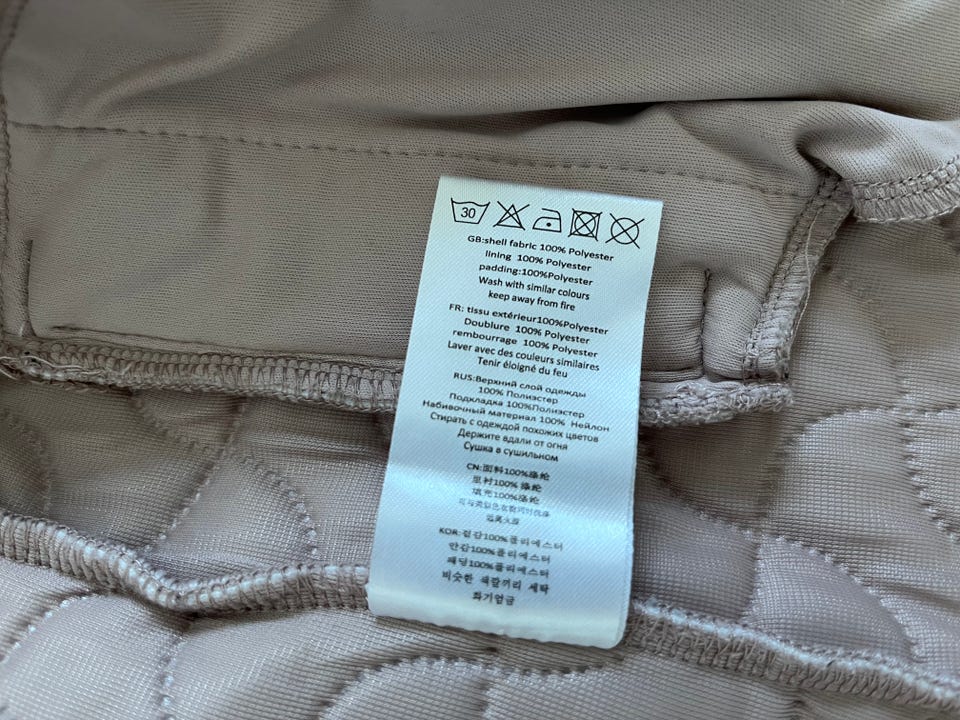 30
GB:shell fabric 100% Polyester
lining 100% Polyester
padding:100%Polyester
Wash with similar colours
keep away from fire
FR: tissu extérieur100%Polyester
Doublure 100% Polyester
rembourrage 100% Polyester
Laver avec des couleurs similaires
Tenir éloigné du feu
RUS:Верхний слой одежды
100% Полиэстер
Подкладка 100%Полиэстер
Набивочный материал 100% Нейлон
Стирать с одеждой похожих цветов
Держите вдали от огня
Сушка в сушильном
CN:面料100%涤纶
里衬100% 涤纶
填充100%涤纶
远离火源
KOR:겉감100%폴리에스터
안감100%폴리에스터
패딩100%폴리에스터
비슷한 색깔끼리 세탁
화기엄금